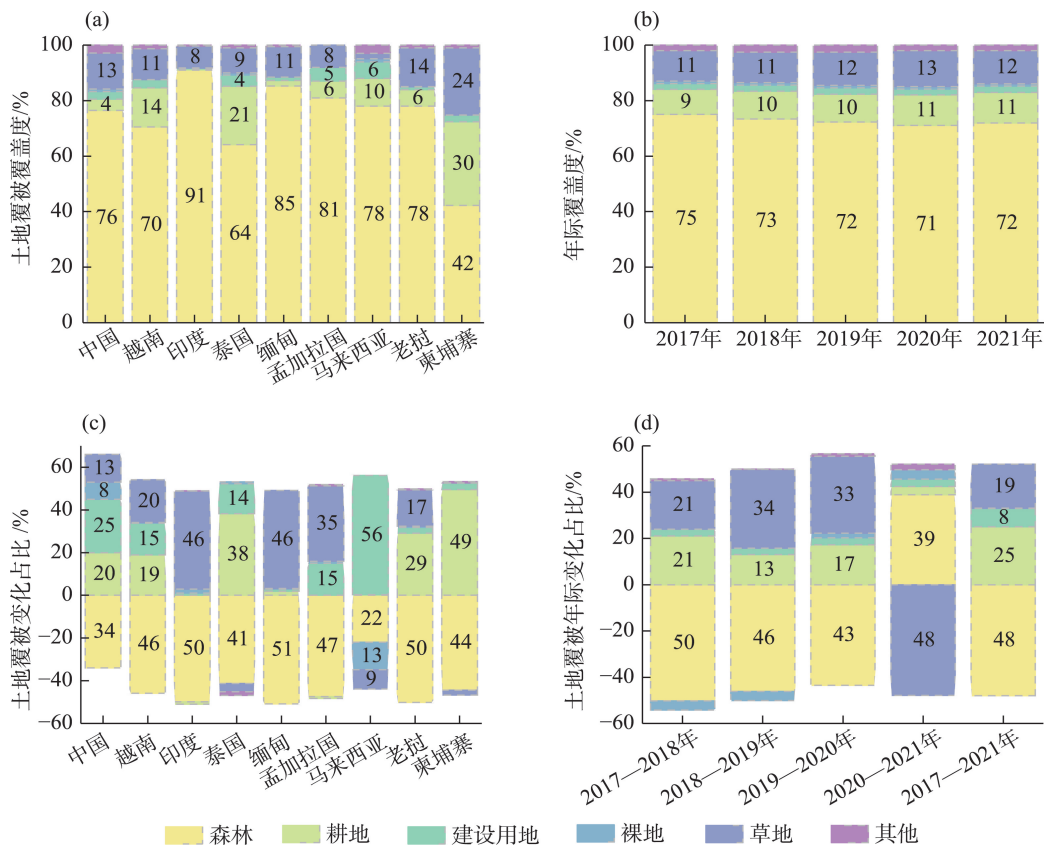 (a)
土地覆被覆盖度/%
100
80
60
40
20
0
13
4
76
11
14
70
8
91
9
4
21
64
11
85
8
5
6
81
6
10
78
14
6
78
24
30
42
中国
越南
印度
泰国
缅甸
孟加拉国
马来西亚
老挝
柬埔寨
(b)
年际覆盖度/%
100
80
60
40
20
0
11
9
75
11
10
73
12
10
72
13
11
71
12
11
72
2017年
2018年
2019年
2020年
2021年
(c)
土地覆被变化占比/%
60
40
20
0
−20
−40
−60
13
8
25
20
34
20
15
19
46
46
50
14
38
41
46
51
35
15
47
56
22
13
9
17
29
50
49
44
中国
越南
印度
泰国
缅甸
孟加拉国
马来西亚
老挝
柬埔寨
(d)
土地覆被年际变化占比/%
60
40
20
0
−20
−40
−60
21
21
50
34
13
46
33
17
43
39
48
19
8
25
48
2017—2018年
2018—2019年
2019—2020年
2020—2021年
2017—2021年
森林
耕地
建设用地
裸地
草地
其他